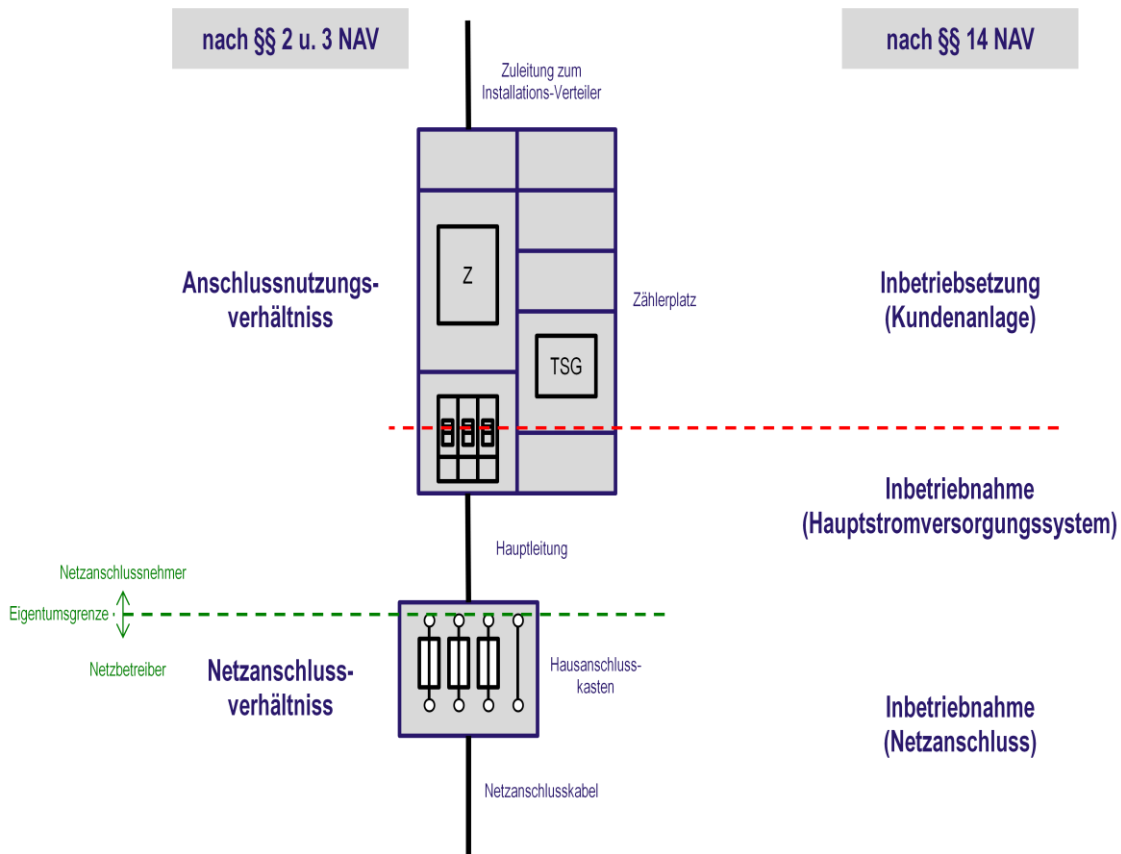 nach §§ 2 u. 3 NAV
nach §§ 14 NAV
Zuleitung zum
Installations-Verteiler
Anschlussnutzungs-
verhältniss
Z
Zählerplatz
TSG
Inbetriebsetzung
(Kundenanlage)
Inbetriebnahme
(Hauptstromversorgungssystem)
Hauptleitung
Netzanschlussnehmer
Eigentumsgrenze
Netzbetreiber
Netzanschluss-
verhältniss
Hausanschluss-
kasten
Inbetriebnahme
(Netzanschluss)
Netzanschlusskabel